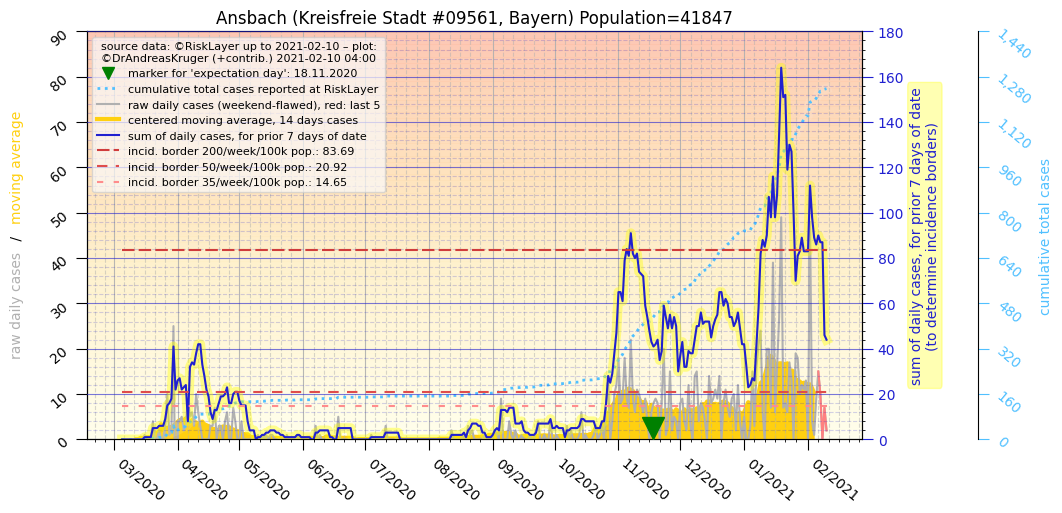 Ansbach (Kreisfreie Stadt #09561, Bayern) Population=41847
source data: ©RiskLayer up to 2021-02-10 – plot:
©DrAndreasKruger (+contrib.) 2021-02-10 04:00
marker for 'expectation day': 18.11.2020
cumulative total cases reported at RiskLayer
raw daily cases (weekend-flawed), red: last 5
centered moving average, 14 days cases
sum of daily cases, for prior 7 days of date
incid. border 200/week/100k pop.: 83.69
incid. border 50/week/100k pop.: 20.92
incid. border 35/week/100k pop.: 14.65
raw daily cases / moving average
90
80
70
60
50
40
30
20
10
0
03/2020
04/2020
05/2020
06/2020
07/2020
08/2020
09/2020
10/2020
11/2020
12/2020
01/2021
02/2021
180
160
140
120
100
80
60
40
20
0
sum of daily cases, for prior 7 days of date
(to determine incidence borders)
1,440
1,280
1,120
960
800
640
480
320
160
0
cumulative total cases